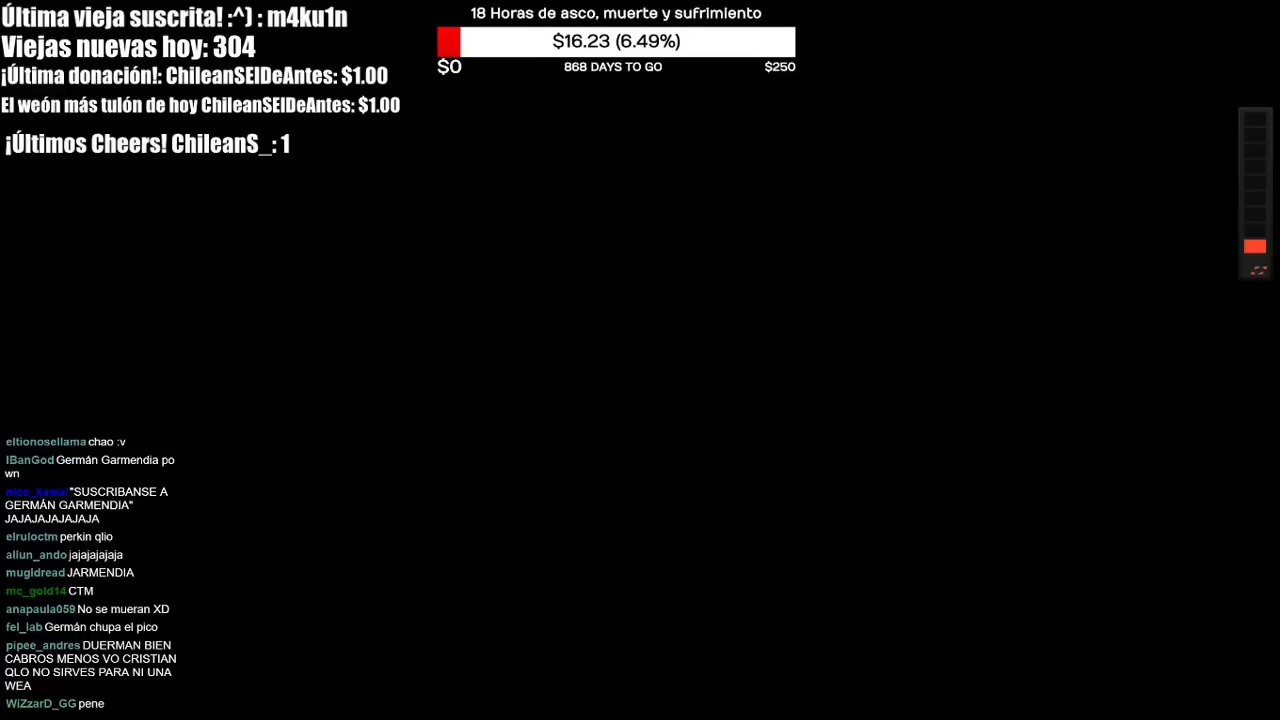 Última vieja suscrita! :^) : m4ku1n
Viejas nuevas hoy: 304
¡Última donación!: ChileanSElDeAntes: $1.00
El weón más tulón de hoy ChileanSElDeAntes: $1.00
¡Últimos Cheers! ChileanS_: 1
18 Horas de asco, muerte y sufrimiento
$16.23 (6.49%)
$0 868 DAYS TO GO $250
eltionosellama chao :v
IBanGod Germán Garmendia po
wn
nico_kawai "SUSCRIBANSE A
GERMÁN GARMENDIA"
JAJAJAJAJAJAJA
elruloctm perkin qlio
aliun_ando jajajajajaja
mugidread JARMENDIA
mc_gold14 CTM
anapaula059 No se mueran XD
fel_lab Germán chupa el pico
pipee_andres DUERMAN BIEN
CABROS MENOS VO CRISTIAN
QLO NO SIRVES PARA NI UNA
WEA
WiZzarD_GG pene